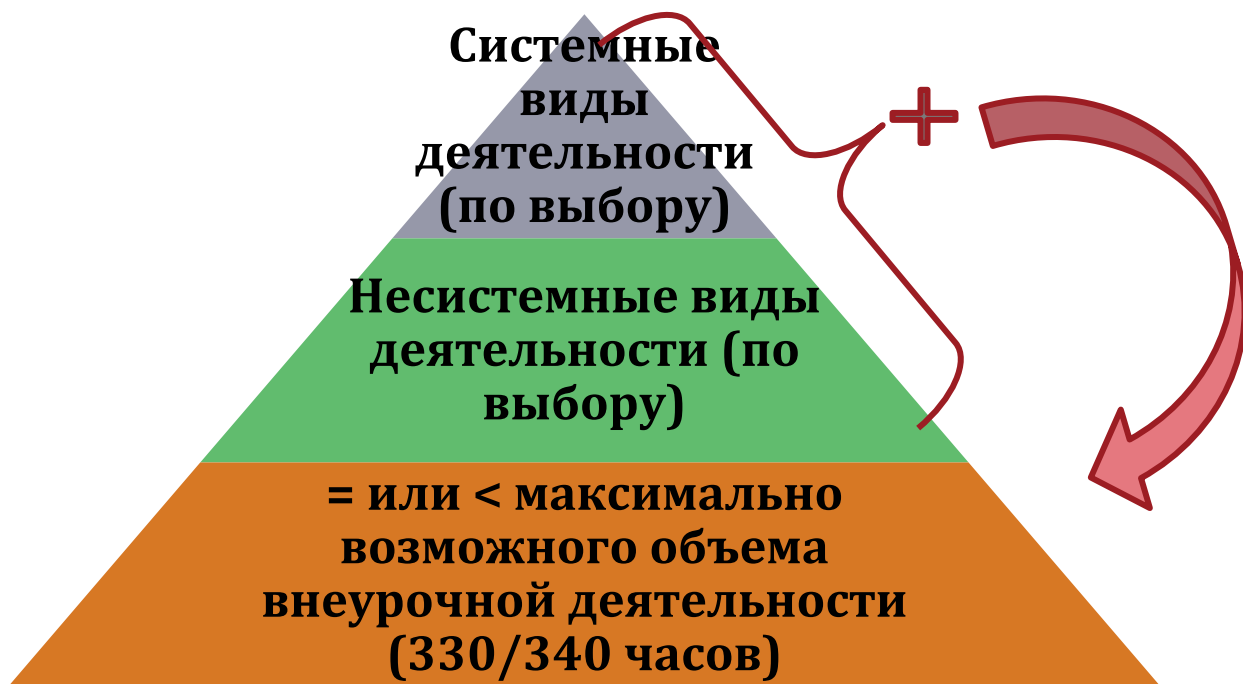 Системные
виды
деятельности
(по выбору)
Несистемные виды
деятельности (по
выбору)
= или < максимально
возможного объема
внеурочной деятельности
(330/340 часов)